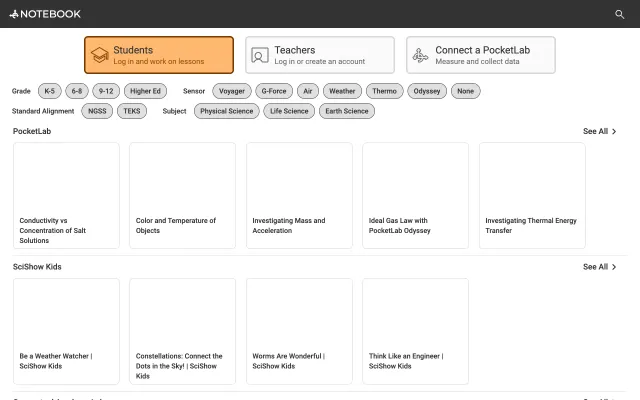 NOTEBOOK
Students
Log in and work on lessons
Teachers
Log in or create an account
Connect a PocketLab
Measure and collect data
Grade K-5 6-8 9-12 Higher Ed Sensor Voyager G-Force Air Weather Thermo Odyssey None
Standard Alignment NGSS TEKS Subject Physical Science Life Science Earth Science
PocketLab See All
Conductivity vs
Concentration of Salt
Solutions
Color and Temperature of
Objects
Investigating Mass and
Acceleration
Ideal Gas Law with
PocketLab Odyssey
Investigating Thermal Energy
Transfer
SciShow Kids See All
Be a Weather Watcher |
SciShow Kids
Constellations: Connect the
Dots in the Sky! | SciShow
Kids
Worms Are Wonderful |
SciShow Kids
Think Like an Engineer |
SciShow Kids